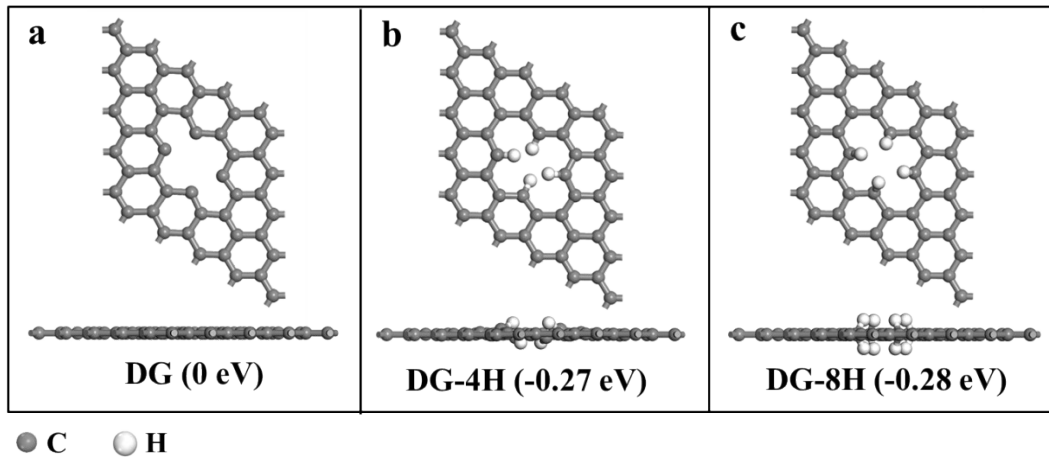 a
b
c
DG (0 eV)
DG-4H (-0.27 eV)
DG-8H (-0.28 eV)
C
H